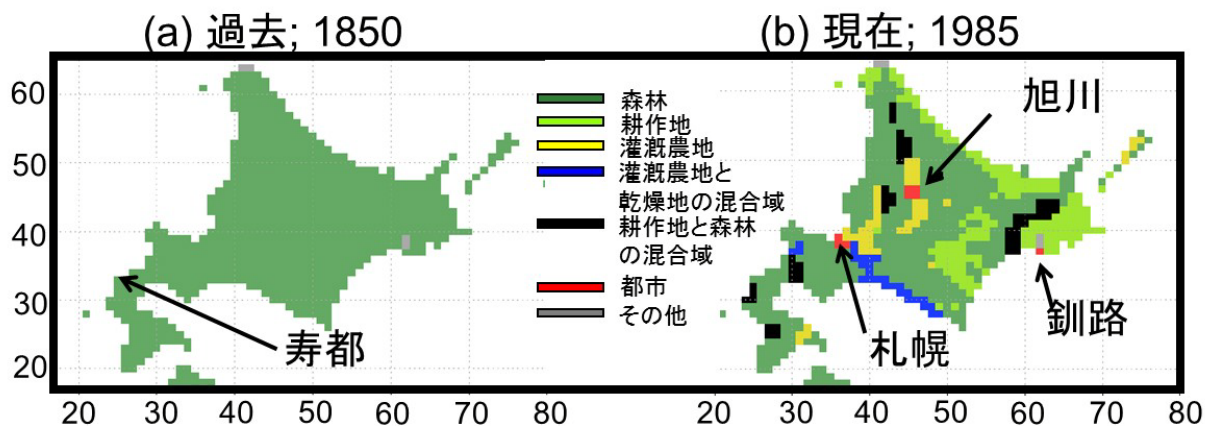 (a) 過去; 1850
(b) 現在; 1985
60
50
40
30
20
20 30 40 50 60 70 80
寿都
森林
耕作地
灌漑農地
灌漑農地と
乾燥地の混合域
耕作地と森林
の混合域
都市
その他
旭川
札幌
釧路
20 30 40 50 60 70 80